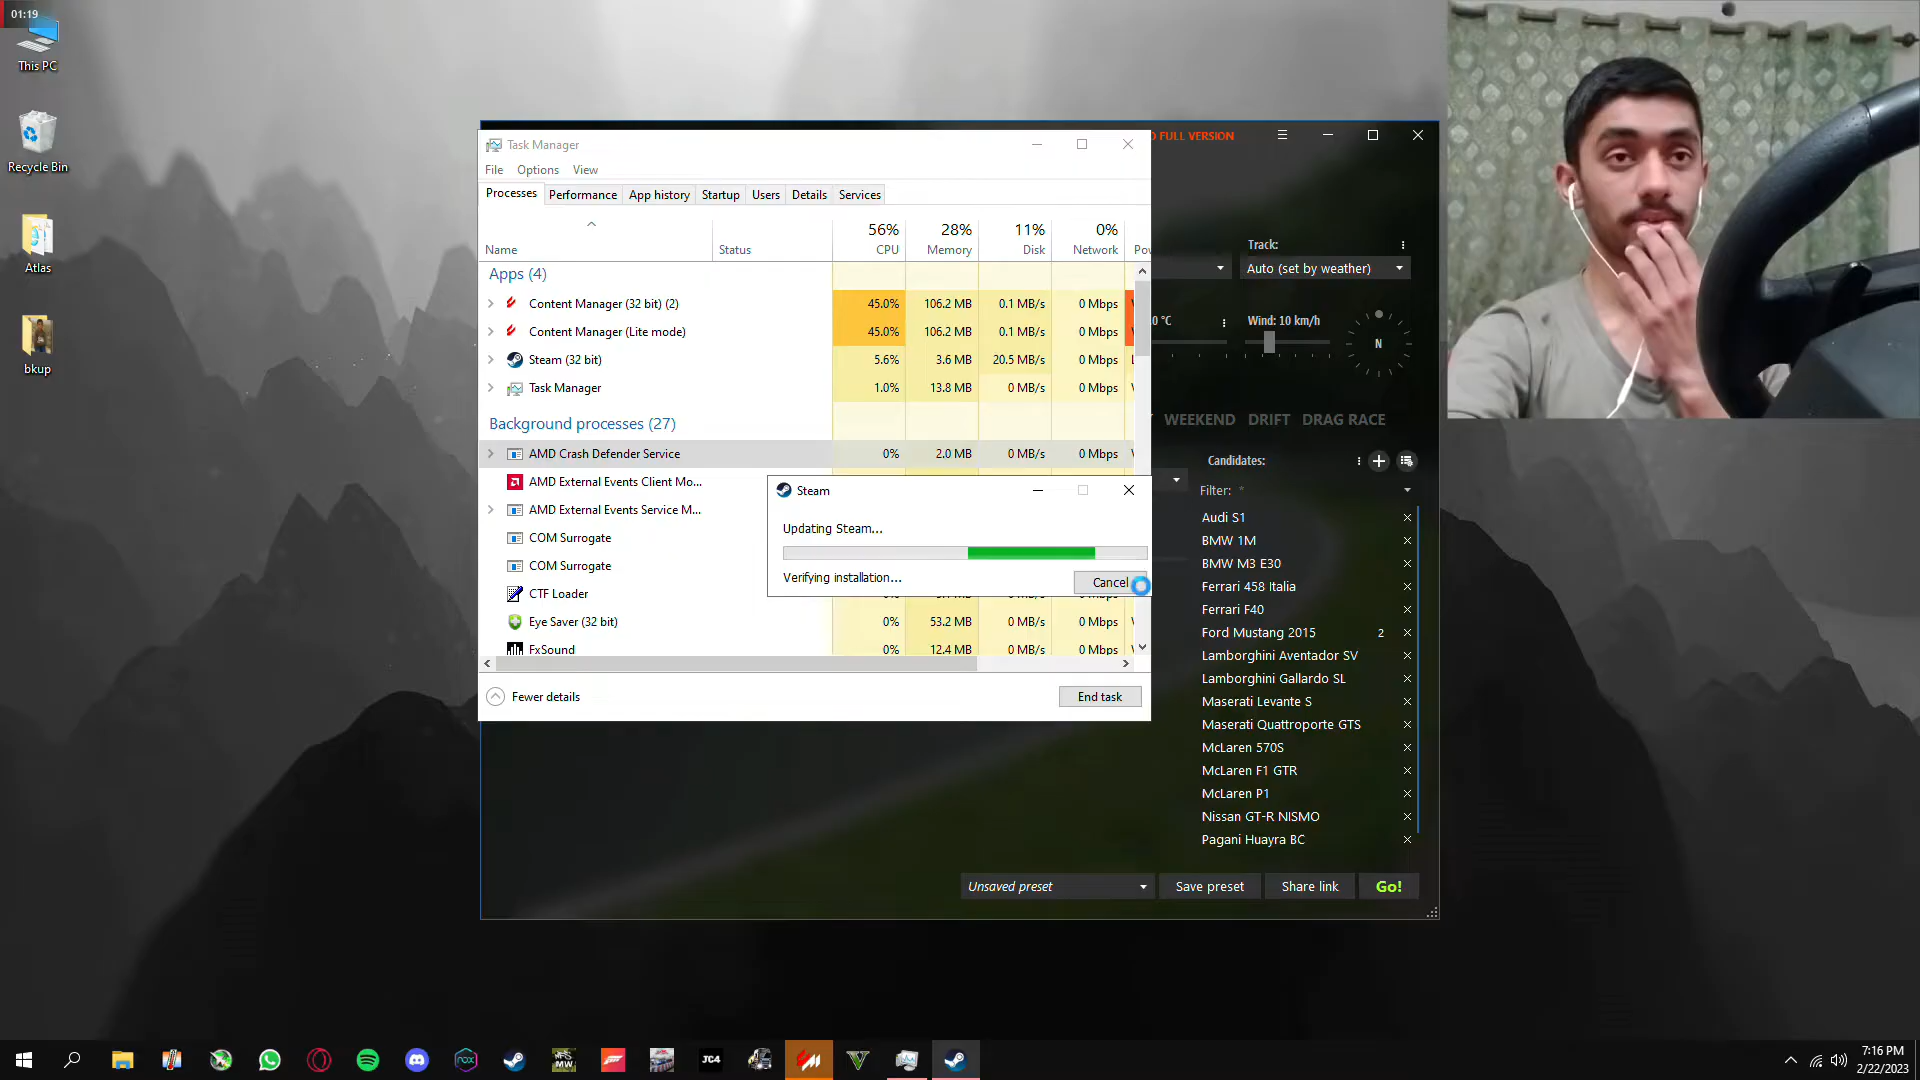 01:19
This PC
Recycle Bin
Atlas
bkup
Task Manager
File Options View
Processes Performance App history Startup Users Details Services
56% 28% 11% 0%
Name Status CPU Memory Disk Network
Apps (4)
Content Manager (32 bit) (2) 45.0% 106.2 MB 0.1 MB/s 0 Mbps
Content Manager (Lite mode) 45.0% 106.2 MB 0.1 MB/s 0 Mbps
Steam (32 bit) 5.6% 3.6 MB 20.5 MB/s 0 Mbps
Task Manager 1.0% 13.8 MB 0 MB/s 0 Mbps
Background processes (27)
AMD Crash Defender Service 0% 2.0 MB 0 MB/s 0 Mbps
AMD External Events Client Mo...
AMD External Events Service M...
COM Surrogate
COM Surrogate
CTF Loader
Eye Saver (32 bit) 0% 53.2 MB 0 MB/s 0 Mbps
FxSound 0% 12.4 MB 0 MB/s 0 Mbps
Fewer details End task
Steam
Updating Steam...
Verifying installation...
Cancel
FULL VERSION
Track:
Auto (set by weather)
0 °C
Wind: 10 km/h
N
WEEKEND DRIFT DRAG RACE
Candidates:
Filter: *
Audi S1
BMW 1M
BMW M3 E30
Ferrari 458 Italia
Ferrari F40
Ford Mustang 2015 2
Lamborghini Aventador SV
Lamborghini Gallardo SL
Maserati Levante S
Maserati Quattroporte GTS
McLaren 570S
McLaren F1 GTR
McLaren P1
Nissan GT-R NISMO
Pagani Huayra BC
Unsaved preset Save preset Share link Go!
nox
NFS
MW
JC4
7:16 PM
2/22/2023